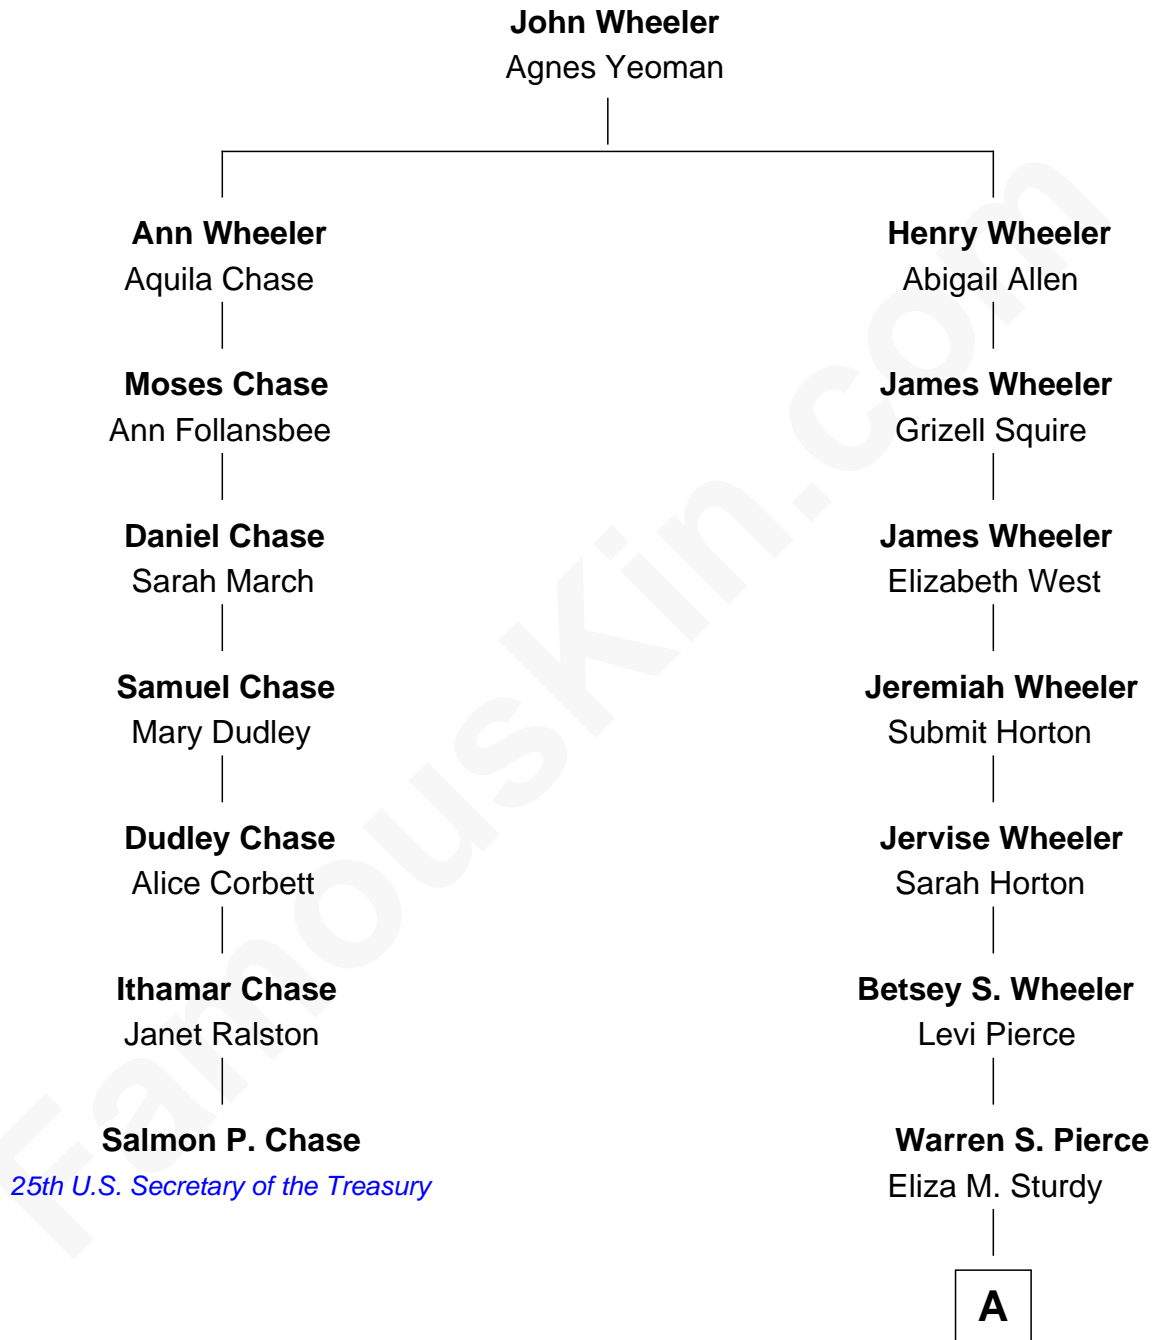 John Wheeler
Agnes Yeoman
Ann Wheeler
Aquila Chase
Henry Wheeler
Abigail Allen
Moses Chase
Ann Follansbee
James Wheeler
Grizell Squire
Daniel Chase
Sarah March
James Wheeler
Elizabeth West
Samuel Chase
Mary Dudley
Jeremiah Wheeler
Submit Horton
Dudley Chase
Alice Corbett
Jervise Wheeler
Sarah Horton
Ithamar Chase
Janet Ralston
Betsey S. Wheeler
Levi Pierce
Salmon P. Chase
25th U.S. Secretary of the Treasury
Warren S. Pierce
Eliza M. Sturdy
A
FamousKin.com